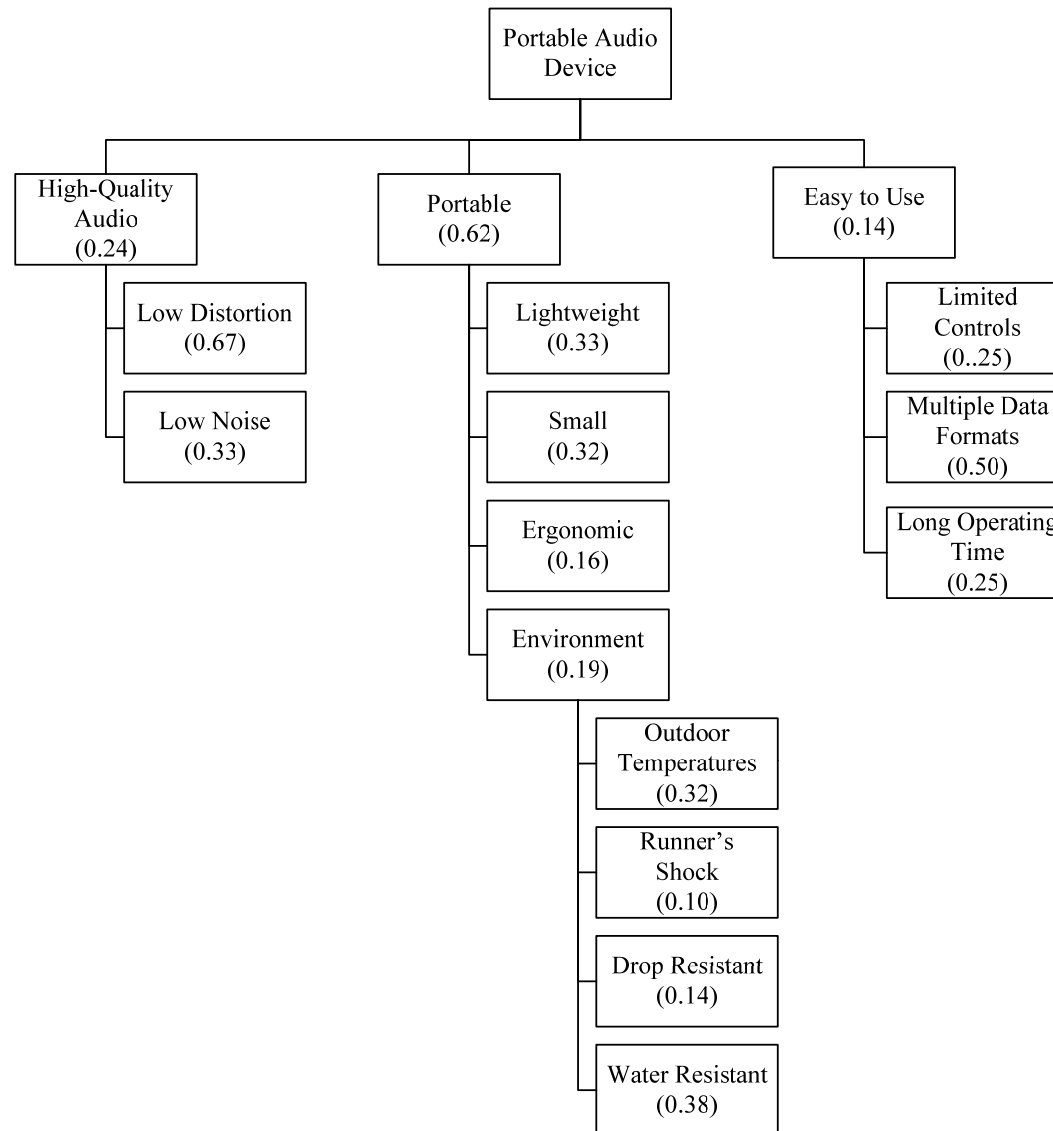 Portable Audio
Device
High-Quality
Audio
(0.24)
Portable
(0.62)
Easy to Use
(0.14)
Low Distortion
(0.67)
Low Noise
(0.33)
Lightweight
(0.33)
Small
(0.32)
Ergonomic
(0.16)
Environment
(0.19)
Outdoor
Temperatures
(0.32)
Runner’s
Shock
(0.10)
Drop Resistant
(0.14)
Water Resistant
(0.38)
Limited
Controls
(0..25)
Multiple Data
Formats
(0.50)
Long Operating
Time
(0.25)